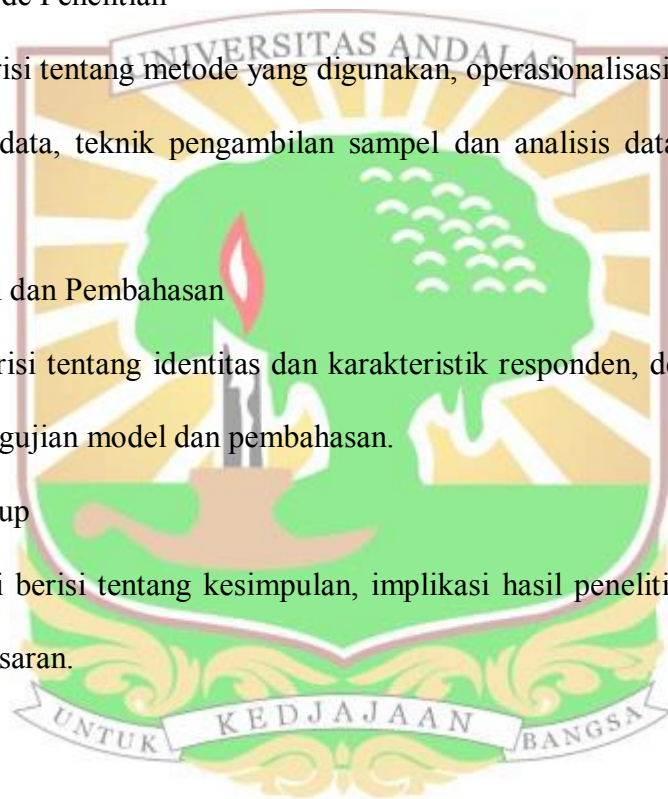 de Penelitian
UNIVERSITAS ANDALAS
risi tentang metode yang digunakan, operasionalisasi
data, teknik pengambilan sampel dan analisis data
dan Pembahasan
risi tentang identitas dan karakteristik responden,
gujian model dan pembahasan.
up
i berisi tentang kesimpulan, implikasi hasil peneliti
saran.
UNTUK KEDJAJAAN BANGSA